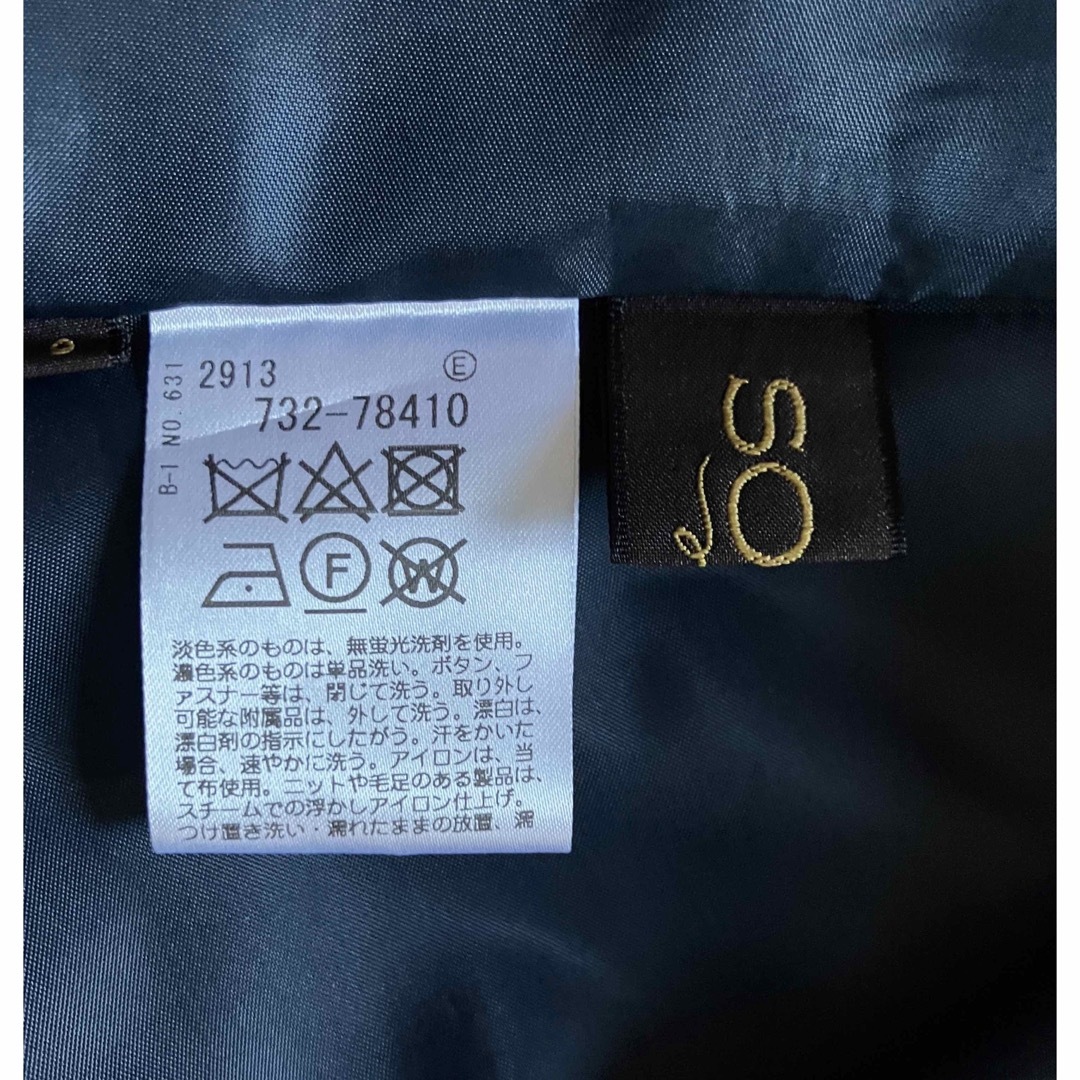 2913 Ⓔ
732-78410
B-I NO.631
F
W
淡色系のものは、無蛍光洗剤を使用。
濃色系のものは単品洗い。ボタン、フ
ァスナー等は、閉じて洗う。取り外し
可能な附属品は、外して洗う。漂白は、
漂白剤の指示にしたがう。汗をかいた
場合、速やかに洗う。アイロンは、当
て布使用。ニットや毛足のある製品は、
スチームでの浮かしアイロン仕上げ。
つけ置き洗い・濡れたままの放置、濡